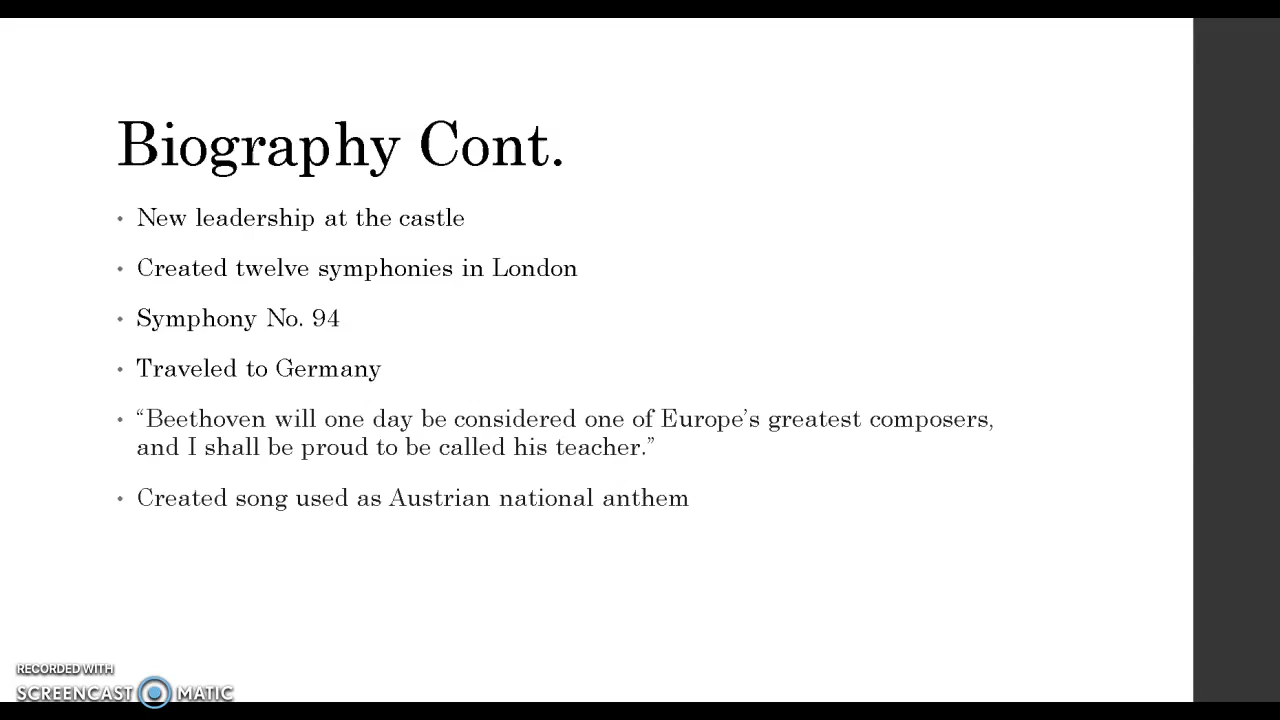 Biography Cont.
• New leadership at the castle
• Created twelve symphonies in London
• Symphony No. 94
• Traveled to Germany
• “Beethoven will one day be considered one of Europe’s greatest composers,
and I shall be proud to be called his teacher.”
• Created song used as Austrian national anthem
RECORDED WITH
SCREENCAST MATIC